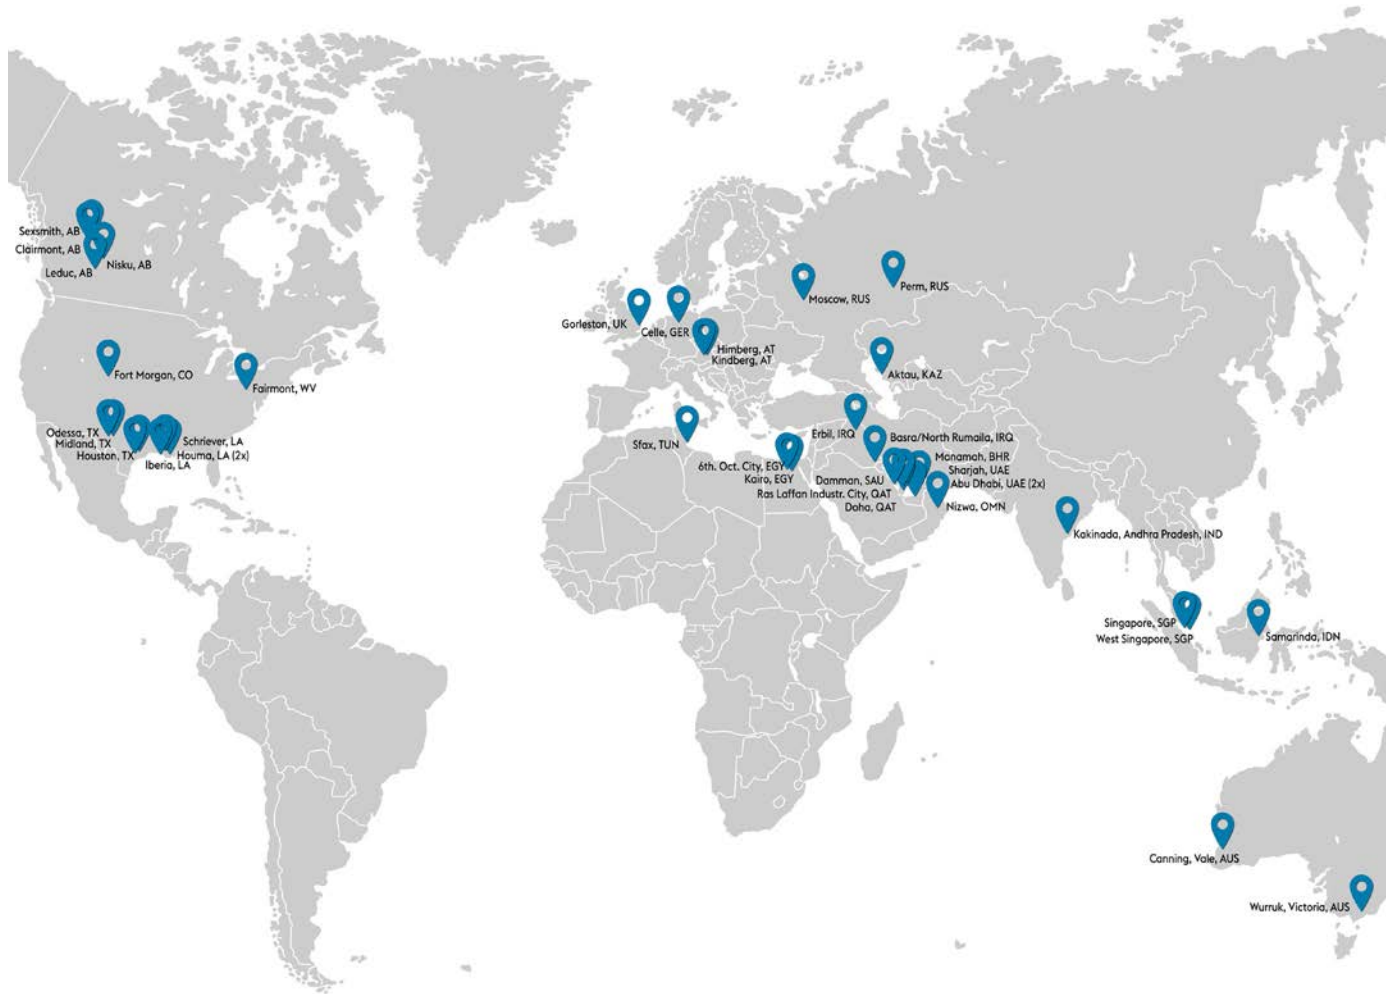 Sexsmith, AB
Clairmont, AB
Nisku, AB
Leduc, AB
Fort Morgan, CO
Fairmont, WV
Odessa, TX
Midland, TX
Houston, TX
Schriever, LA
Houma, LA (2x)
Iberia, LA
Gorleston, UK
Celle, GER
Himberg, AT
Kindberg, AT
Moscow, RUS
Perm, RUS
Aktau, KAZ
Sfax, TUN
Erbil, IRQ
Basra/North Rumaila, IRQ
6th. Oct. City, EGY
Kairo, EGY
Manamah, BHR
Sharjah, UAE
Abu Dhabi, UAE (2x)
Damman, SAU
Ras Laffan Industr. City, QAT
Doha, QAT
Nizwa, OMN
Kakinada, Andhra Pradesh, IND
Singapore, SGP
West Singapore, SGP
Samarinda, IDN
Canning, Vale, AUS
Wurruk, Victoria, AUS